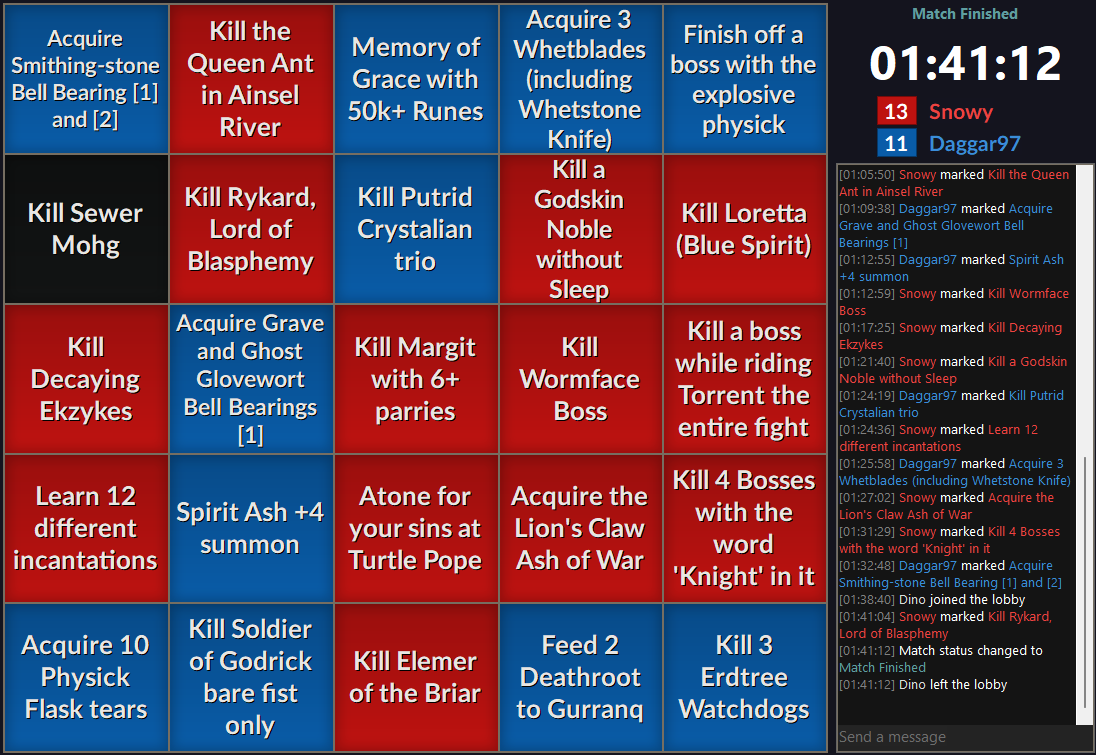 Acquire
Smithing-stone
Bell Bearing [1]
and [2]
Kill the
Queen Ant
in Ainsel
River
Memory of
Grace with
50k+ Runes
Acquire 3
Whetblades
(including
Whetstone
Knife)
Finish off a
boss with the
explosive
physick
Kill Sewer
Mohg
Kill Rykard,
Lord of
Blasphemy
Kill Putrid
Crystalian
trio
Kill a
Godskin
Noble
without
Sleep
Kill Loretta
(Blue Spirit)
Kill
Decaying
Ekzykes
Acquire Grave
and Ghost
Glovewort
Bell Bearings
[1]
Kill Margit
with 6+
parries
Kill
Wormface
Boss
Kill a boss
while riding
Torrent the
entire fight
Learn 12
different
incantations
Spirit Ash +4
summon
Atone for
your sins at
Turtle Pope
Acquire the
Lion's Claw
Ash of War
Kill 4 Bosses
with the
word
'Knight' in it
Acquire 10
Physick
Flask tears
Kill Soldier
of Godrick
bare fist
only
Kill Elemer
of the Briar
Feed 2
Deathroot
to Gurranq
Kill 3
Erdtree
Watchdogs
Match Finished
01:41:12
13 Snowy
11 Daggar97
[01:05:50] Snowy marked Kill the Queen
Ant in Ainsel River
[01:09:38] Daggar97 marked Acquire
Grave and Ghost Glovewort Bell
Bearings [1]
[01:12:55] Daggar97 marked Spirit Ash
+4 summon
[01:12:59] Snowy marked Kill Wormface
Boss
[01:17:25] Snowy marked Kill Decaying
Ekzykes
[01:21:40] Snowy marked Kill a Godskin
Noble without Sleep
[01:24:19] Daggar97 marked Kill Putrid
Crystalian trio
[01:24:36] Snowy marked Learn 12
different incantations
[01:25:58] Daggar97 marked Acquire 3
Whetblades (including Whetstone Knife)
[01:27:02] Snowy marked Acquire the
Lion's Claw Ash of War
[01:31:29] Snowy marked Kill 4 Bosses
with the word 'Knight' in it
[01:32:48] Daggar97 marked Acquire
Smithing-stone Bell Bearing [1] and [2]
[01:38:40] Dino joined the lobby
[01:41:04] Snowy marked Kill Rykard,
Lord of Blasphemy
[01:41:12] Match status changed to
Match Finished
[01:41:12] Dino left the lobby
Send a message